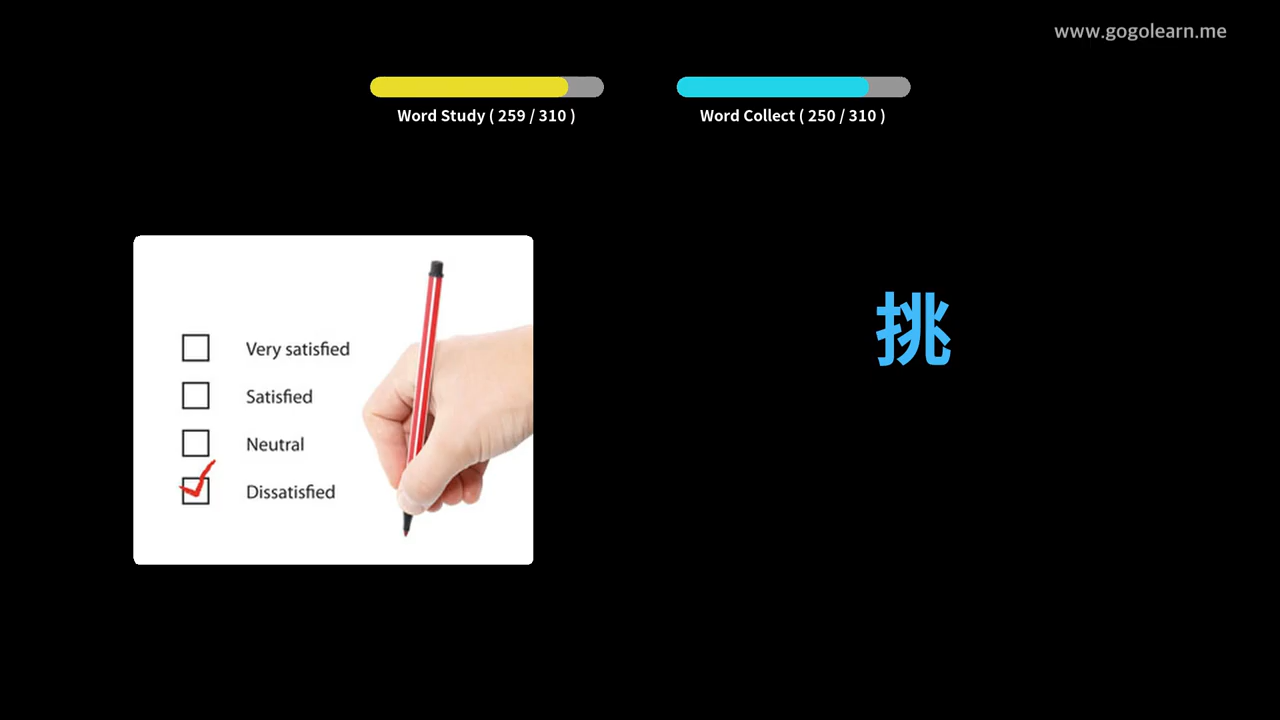 www.gogolearn.me
Word Study ( 259 / 310 )
Word Collect ( 250 / 310 )
挑
Very satisfied
Satisfied
Neutral
Dissatisfied